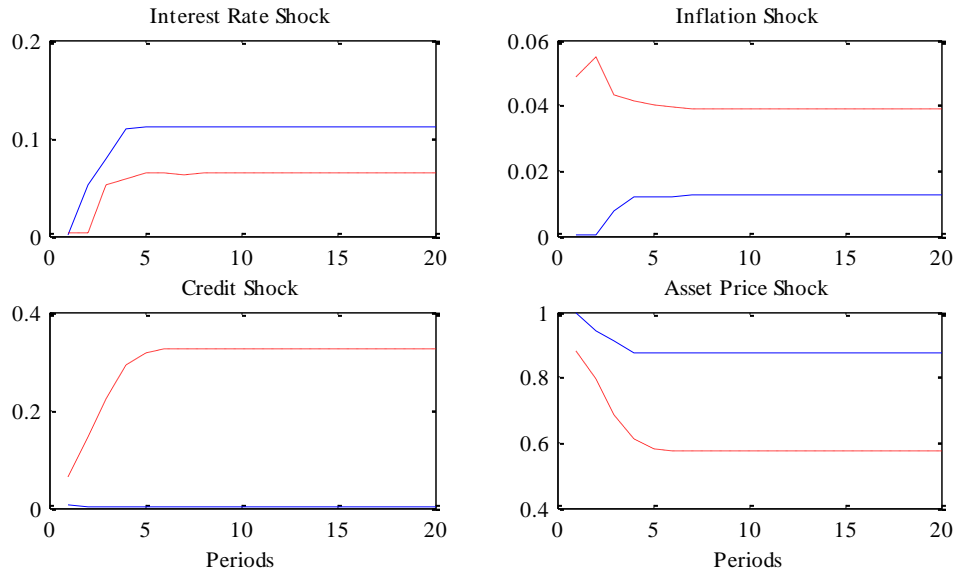 Interest Rate Shock
0.2
0.1
0
0 5 10 15 20
Inflation Shock
0.06
0.04
0.02
0
0 5 10 15 20
Credit Shock
0.4
0.2
0
0 5 10 15 20
Periods
Asset Price Shock
1
0.8
0.6
0.4
0 5 10 15 20
Periods